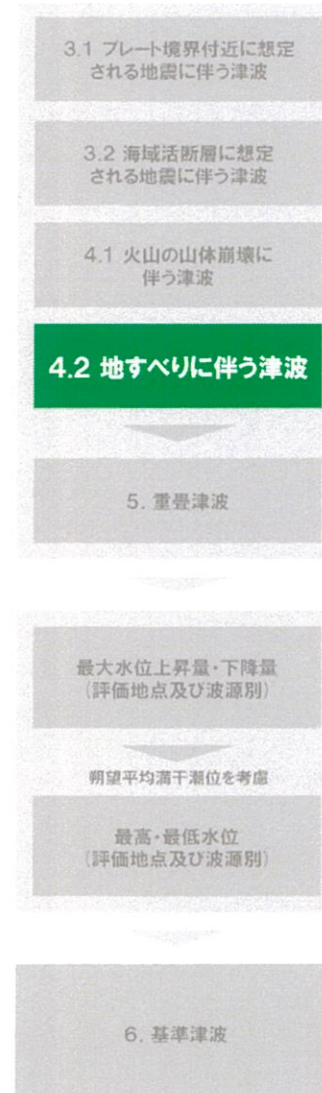 3.1 プレート境界付近に想定
される地震に伴う津波
3.2 海域活断層に想定
される地震に伴う津波
4.1 火山の山体崩壊に
伴う津波
4.2 地すべりに伴う津波
5. 重畳津波
最大水位上昇量・下降量
(評価地点及び波源別)
朔望平均満干潮位を考慮
最高・最低水位
(評価地点及び波源別)
6. 基準津波